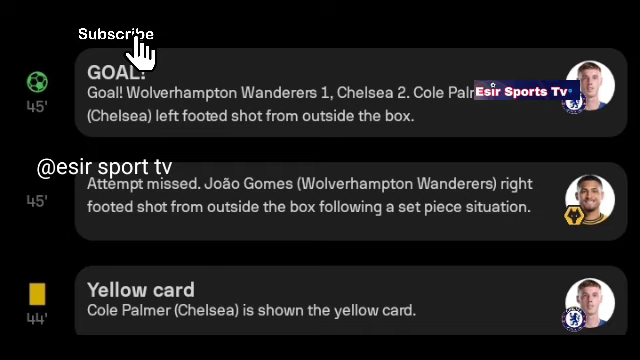 Subscribe
GOAL!
Goal! Wolverhampton Wanderers 1, Chelsea 2. Cole
Esir Sports Tv
45'
(Chelsea) left footed shot from outside the box.
@esir sport tv
Attempt missed. João Gomes (Wolverhampton Wanderers) right
45'
footed shot from outside the box following a set piece situation.
Yellow card
44'
Cole Palmer (Chelsea) is shown the yellow card.